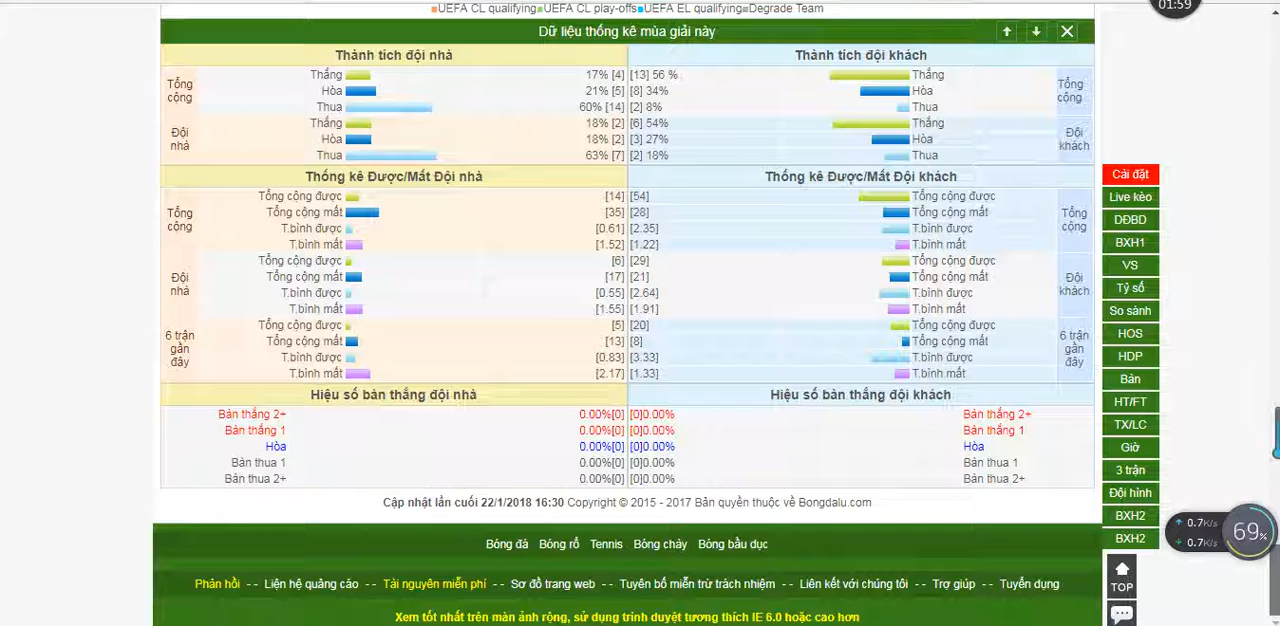 01:59
UEFA CL qualifying UEFA CL play-offs UEFA EL qualifying Degrade Team
Dữ liệu thống kê mùa giải này
Thành tích đội nhà Thành tích đội khách
Tổng cộng Thắng 17% [4] [13] 56 % Thắng Tổng cộng
Hòa 21% [5] [8] 34% Hòa
Thua 60% [14] [2] 8% Thua
Đội nhà Thắng 18% [2] [6] 54% Thắng Đội khách
Hòa 18% [2] [3] 27% Hòa
Thua 63% [7] [2] 18% Thua
Thống kê Được/Mất Đội nhà Thống kê Được/Mất Đội khách
Tổng cộng Tổng cộng được [14] [54] Tổng cộng được Tổng cộng
Tổng cộng mất [35] [28] Tổng cộng mất
T.bình được [0.61] [2.35] T.bình được
T.bình mất [1.52] [1.22] T.bình mất
Đội nhà Tổng cộng được [6] [29] Tổng cộng được Đội khách
Tổng cộng mất [17] [21] Tổng cộng mất
T.bình được [0.55] [2.64] T.bình được
T.bình mất [1.55] [1.91] T.bình mất
6 trận gần đây Tổng cộng được [5] [20] Tổng cộng được 6 trận gần đây
Tổng cộng mất [13] [8] Tổng cộng mất
T.bình được [0.83] [3.33] T.bình được
T.bình mất [2.17] [1.33] T.bình mất
Hiệu số bàn thắng đội nhà Hiệu số bàn thắng đội khách
Bàn thắng 2+ 0.00%[0] [0]0.00% Bàn thắng 2+
Bàn thắng 1 0.00%[0] [0]0.00% Bàn thắng 1
Hòa 0.00%[0] [0]0.00% Hòa
Bàn thua 1 0.00%[0] [0]0.00% Bàn thua 1
Bàn thua 2+ 0.00%[0] [0]0.00% Bàn thua 2+
Cập nhật lần cuối 22/1/2018 16:30 Copyright © 2015 - 2017 Bản quyền thuộc về Bongdalu.com
Bóng đá Bóng rổ Tennis Bóng chày Bóng bầu dục
Phản hồi -- Liện hệ quảng cáo -- Tài nguyên miễn phí -- Sơ đồ trang web -- Tuyên bố miễn trừ trách nhiệm -- Liên kết với chúng tôi -- Trợ giúp -- Tuyển dụng
Xem tốt nhất trên màn ảnh rộng, sử dụng trình duyệt tương thích IE 6.0 hoặc cao hơn
Cài đặt
Live kèo
DĐBD
BXH1
VS
Tỷ số
So sánh
HOS
HDP
Bàn
HT/FT
TX/LC
Giờ
3 trận
Đội hình
BXH2
BXH2
0.7K/s
0.7K/s
69%
TOP